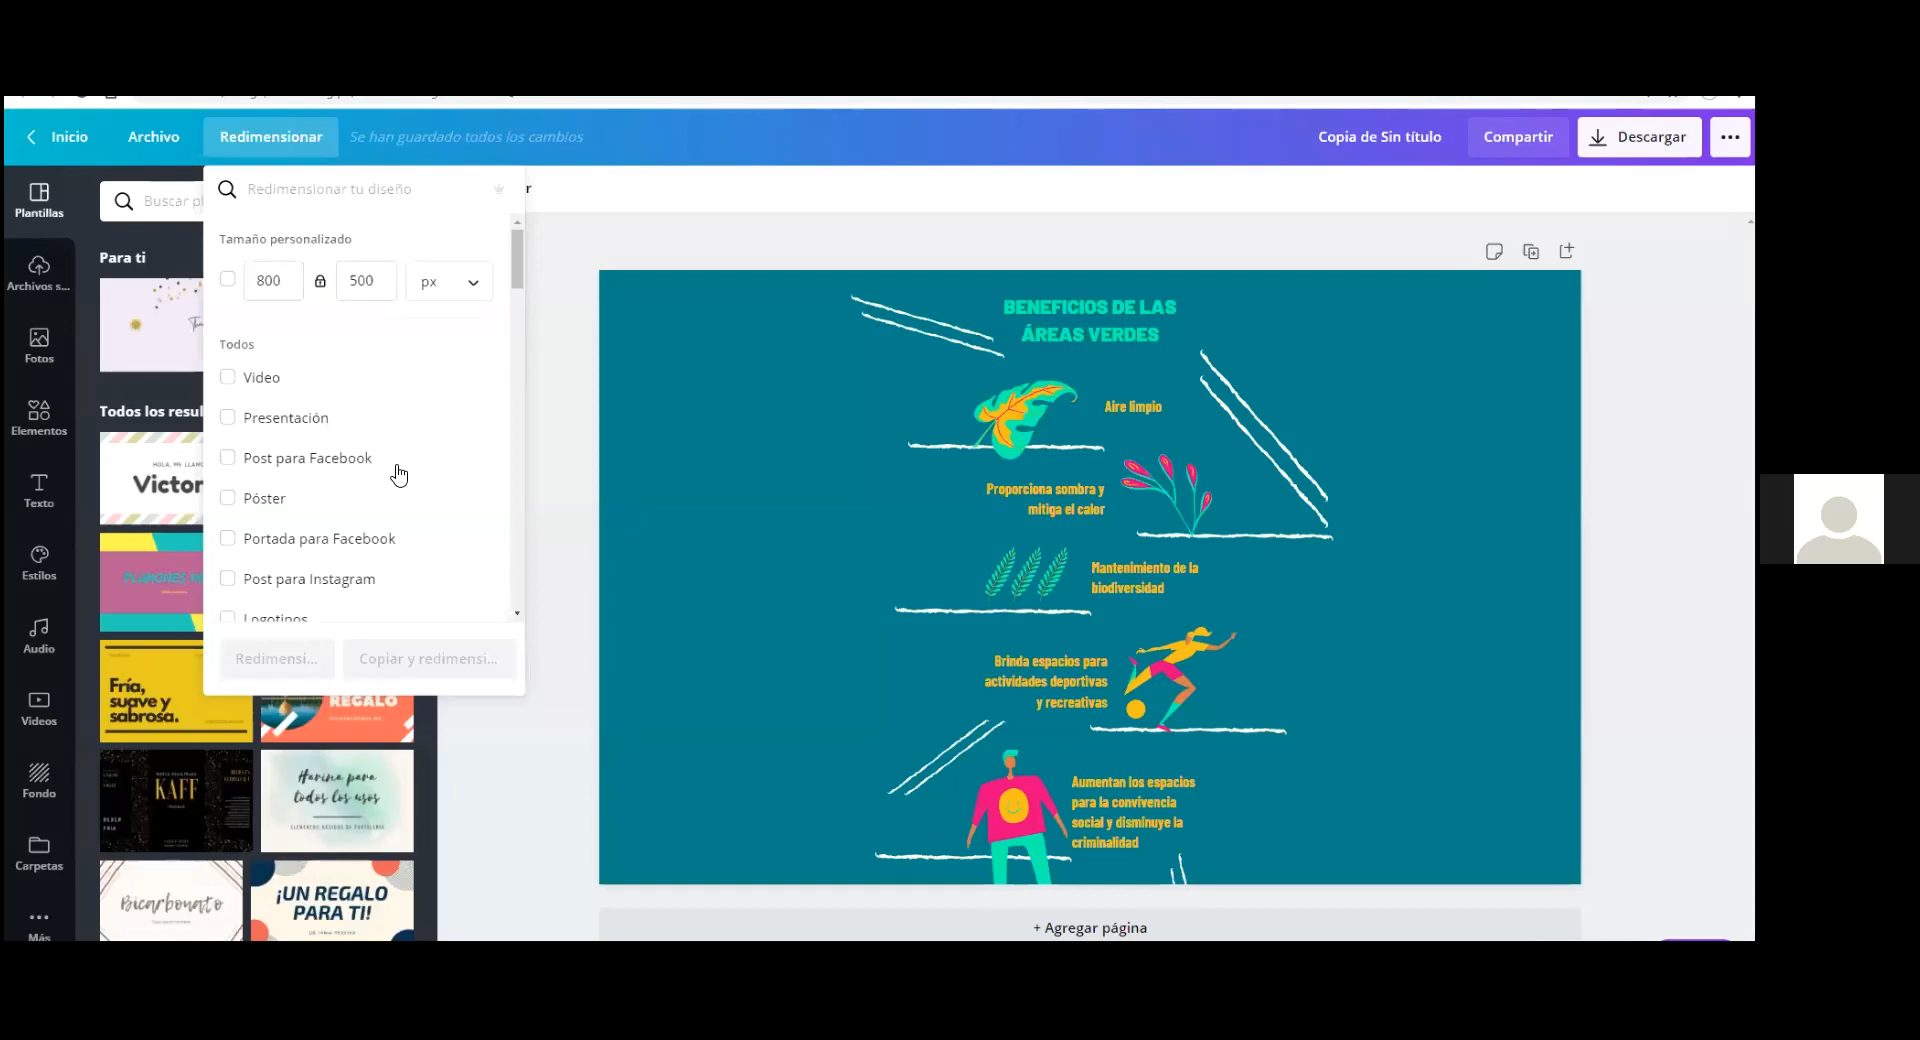 Inicio
Archivo
Redimensionar
Se han guardado todos los cambios
Copia de Sin título
Compartir
Descargar
Plantillas
Archivos s...
Fotos
Elementos
Texto
Estilos
Audio
Videos
Fondo
Carpetas
Más
Buscar pl
Para ti
Todos los resul
HOLA, ME LLAMO
Victor
Fría,
suave y
sabrosa.
REGALO
KAFF
Harina para
todos los usos
Bicarbonato
¡UN REGALO
PARA TI!
Redimensionar tu diseño
Tamaño personalizado
800
500
px
Todos
Video
Presentación
Post para Facebook
Póster
Portada para Facebook
Post para Instagram
Logotipos
Redimensi...
Copiar y redimensi...
r
BENEFICIOS DE LAS
ÁREAS VERDES
Aire limpio
Proporciona sombra y
mitiga el calor
Mantenimiento de la
biodiversidad
Brinda espacios para
actividades deportivas
y recreativas
Aumentan los espacios
para la convivencia
social y disminuye la
criminalidad
+ Agregar página